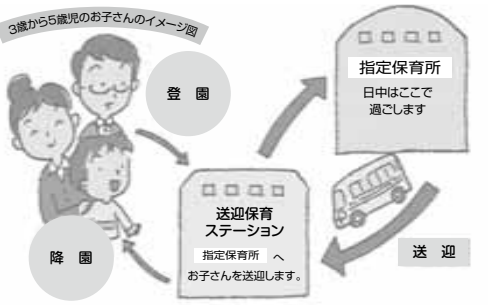 3歳から5歳児のお子さんのイメージ図
登 園
指定保育所
日中はここで
過ごします
送迎保育
ステーション
指定保育所 へ
お子さんを送迎します。
降 園
送 迎